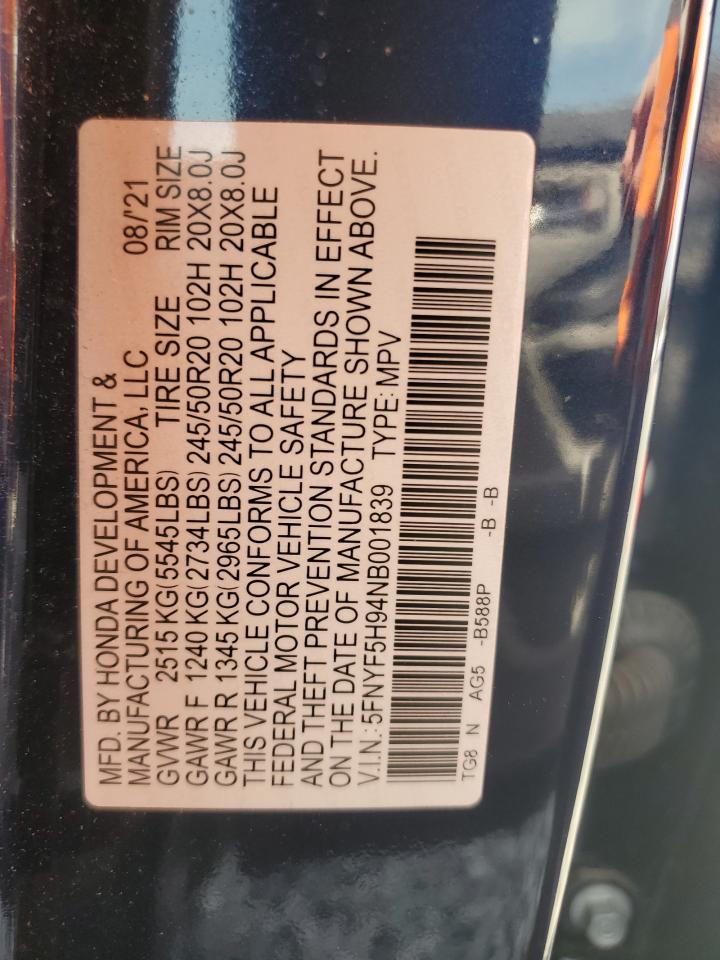 MFD. BY HONDA DEVELOPMENT &
MANUFACTURING OF AMERICA, LLC 08/'21
GVWR 2515 KG(5545LBS) TIRE SIZE RIM SIZE
GAWR F 1240 KG(2734LBS) 245/50R20 102H 20X8.0J
GAWR R 1345 KG(2965LBS) 245/50R20 102H 20X8.0J
THIS VEHICLE CONFORMS TO ALL APPLICABLE
FEDERAL MOTOR VEHICLE SAFETY
AND THEFT PREVENTION STANDARDS IN EFFECT
ON THE DATE OF MANUFACTURE SHOWN ABOVE.
V.I.N.: 5FNYF5H94NB001839 TYPE: MPV
TG8 N AG5 -B588P -B -B